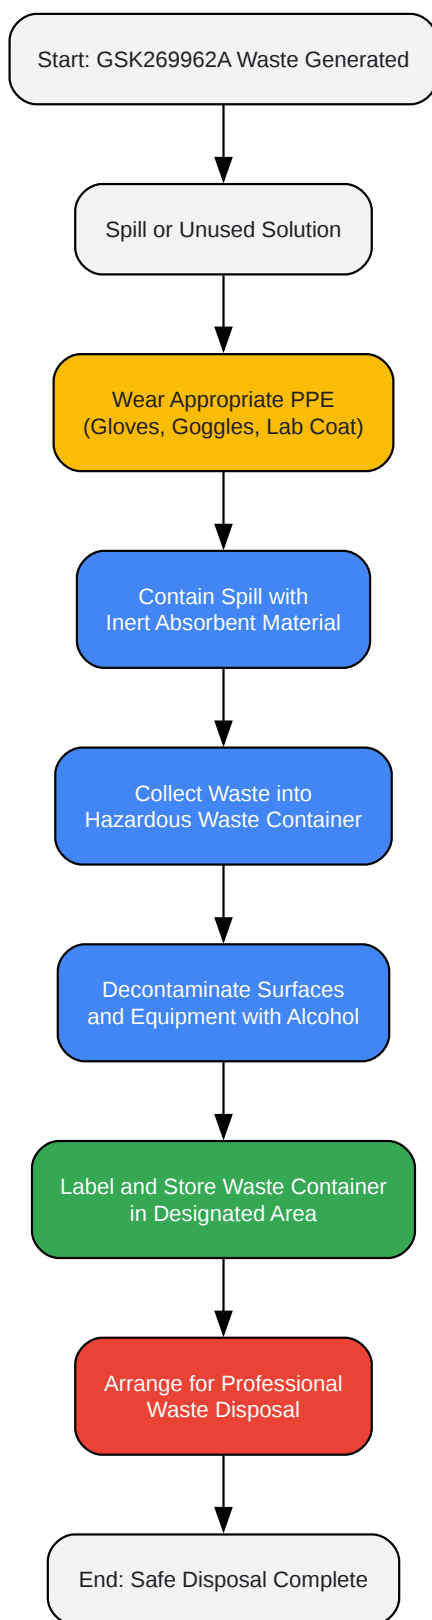 Start: GSK269962A Waste Generated
Spill or Unused Solution
Wear Appropriate PPE
(Gloves, Goggles, Lab Coat)
Contain Spill with
Inert Absorbent Material
Collect Waste into
Hazardous Waste Container
Decontaminate Surfaces
and Equipment with Alcohol
Label and Store Waste Container
in Designated Area
Arrange for Professional
Waste Disposal
End: Safe Disposal Complete